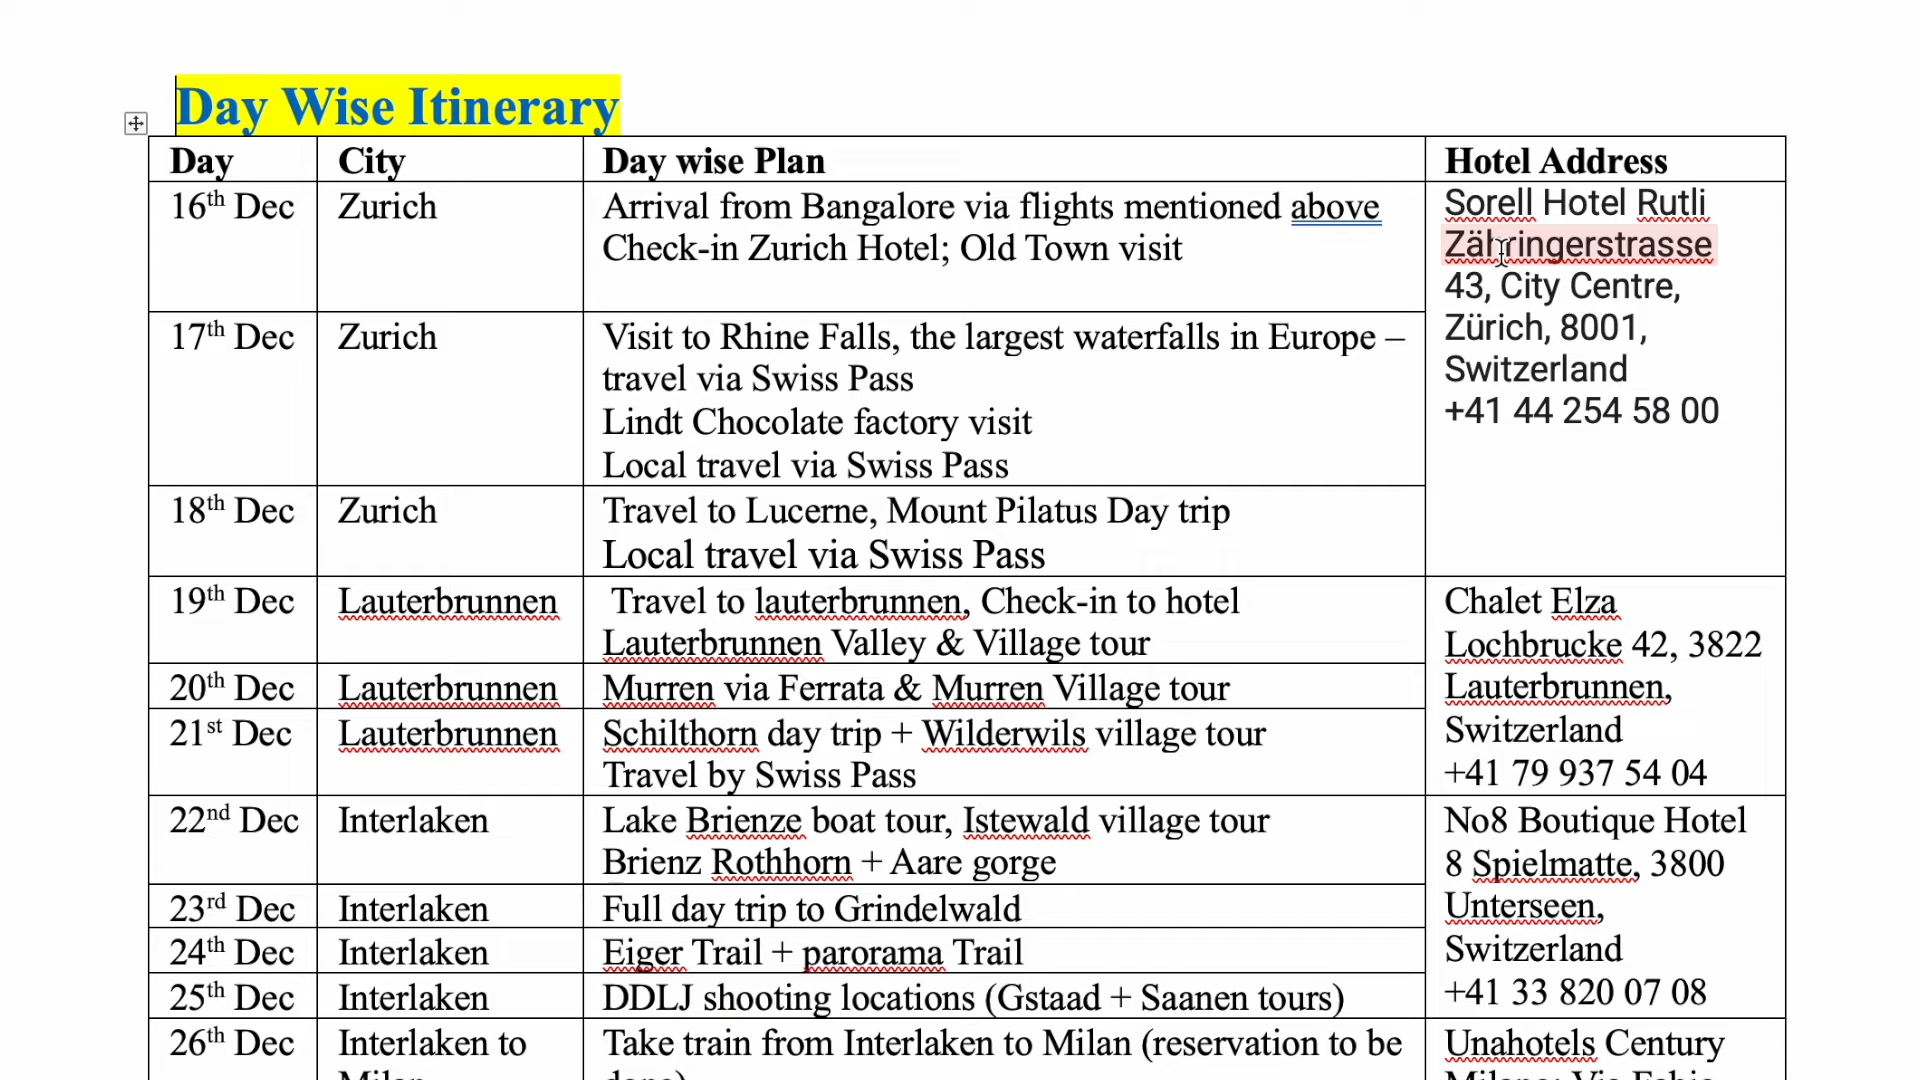 Day Wise Itinerary
Day City Day wise Plan Hotel Address
16th Dec Zurich Arrival from Bangalore via flights mentioned above
Check-in Zurich Hotel; Old Town visit
Sorell Hotel Rutli
Zähringerstrasse
43, City Centre,
Zürich, 8001,
Switzerland
+41 44 254 58 00
17th Dec Zurich Visit to Rhine Falls, the largest waterfalls in Europe –
travel via Swiss Pass
Lindt Chocolate factory visit
Local travel via Swiss Pass
18th Dec Zurich Travel to Lucerne, Mount Pilatus Day trip
Local travel via Swiss Pass
19th Dec Lauterbrunnen Travel to lauterbrunnen, Check-in to hotel
Lauterbrunnen Valley & Village tour
Chalet Elza
Lochbrucke 42, 3822
Lauterbrunnen,
Switzerland
+41 79 937 54 04
20th Dec Lauterbrunnen Murren via Ferrata & Murren Village tour
21st Dec Lauterbrunnen Schilthorn day trip + Wilderwils village tour
Travel by Swiss Pass
22nd Dec Interlaken Lake Brienze boat tour, Istewald village tour
Brienz Rothhorn + Aare gorge
No8 Boutique Hotel
8 Spielmatte, 3800
Unterseen,
Switzerland
+41 33 820 07 08
23rd Dec Interlaken Full day trip to Grindelwald
24th Dec Interlaken Eiger Trail + parorama Trail
25th Dec Interlaken DDLJ shooting locations (Gstaad + Saanen tours)
26th Dec Interlaken to Take train from Interlaken to Milan (reservation to be
Unahotels Century